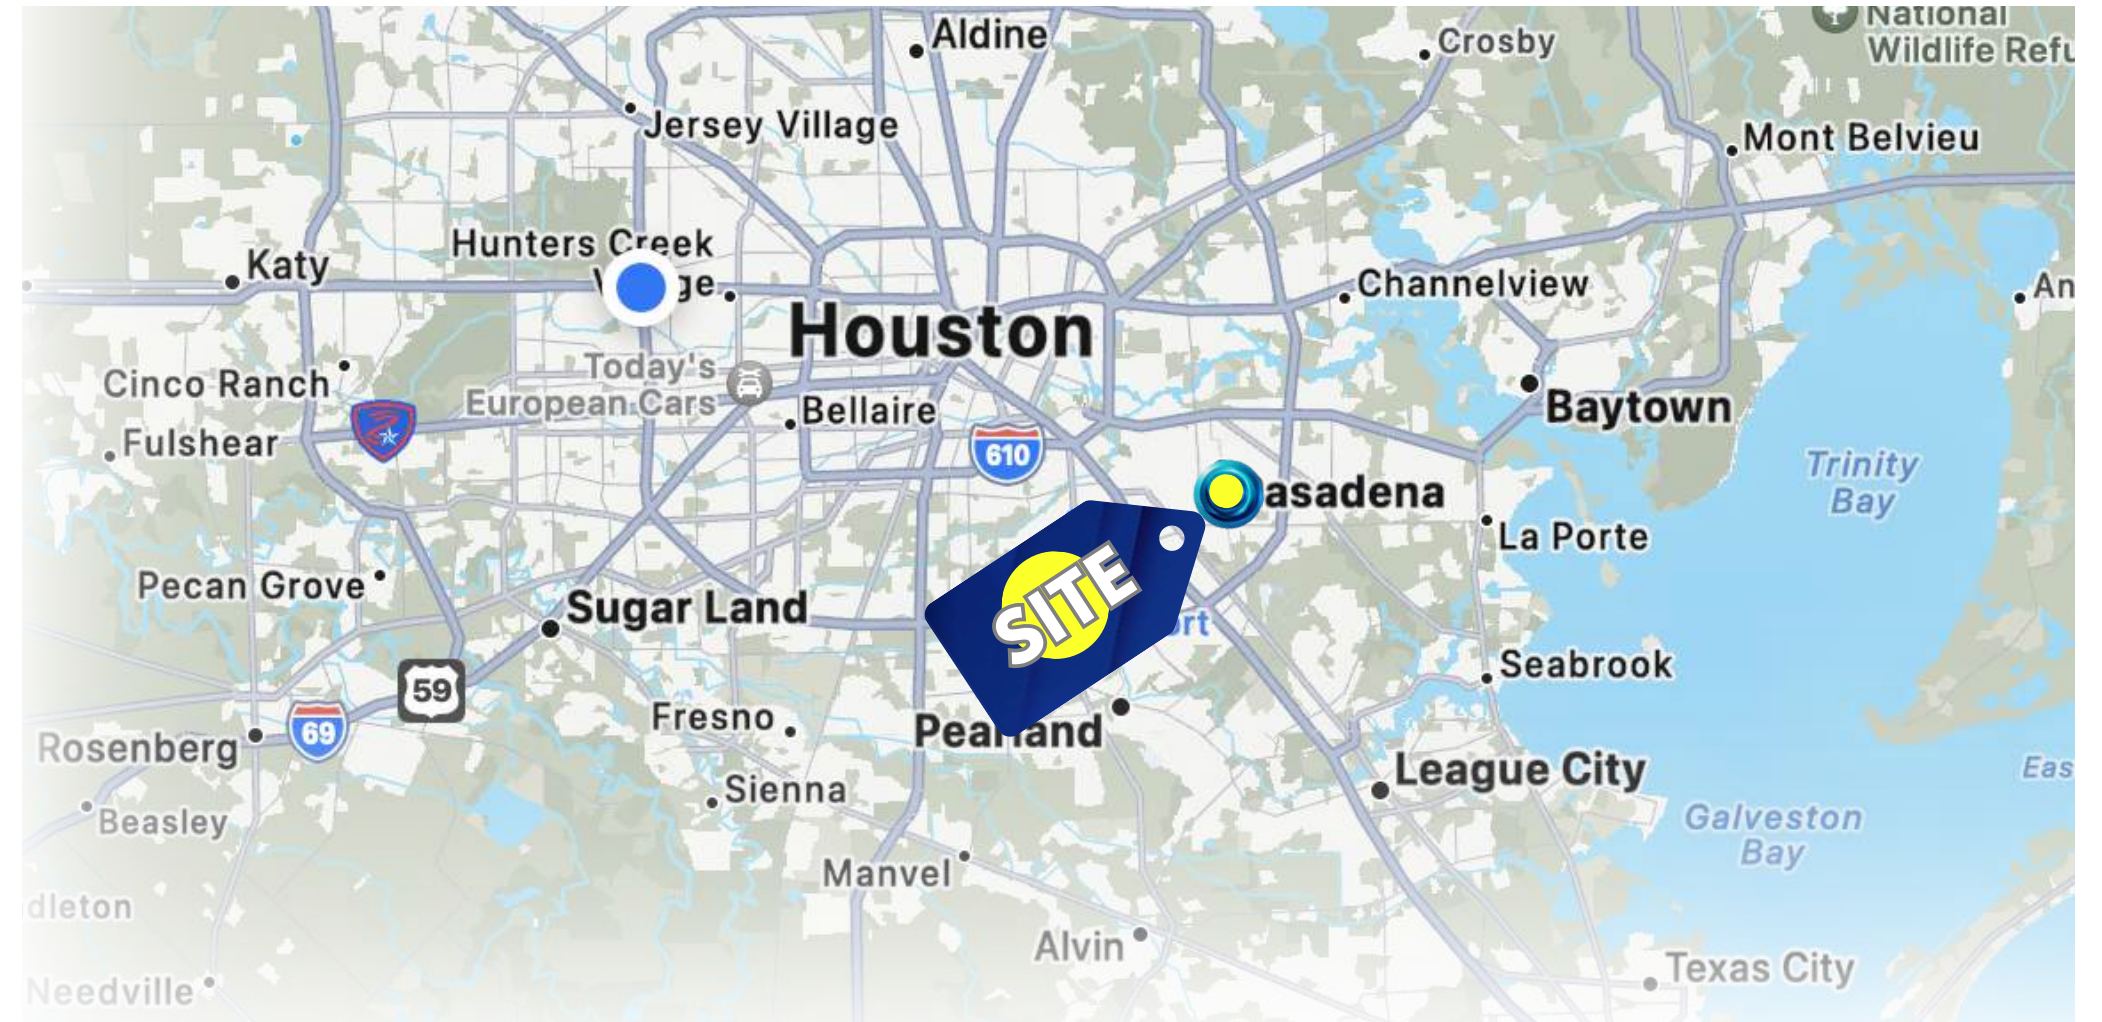 Aldine
Crosby
National
Wildlife Refu
Jersey Village
Mont Belvieu
Hunters Creek
ge
Katy
Channelview
An
Houston
Today's
European Cars
Cinco Ranch
Bellaire
Baytown
Fulshear
610
Trinity
Bay
asadena
La Porte
SITE
Pecan Grove
Sugar Land
ort
Seabrook
59
Fresno
Pearland
69
Rosenberg
League City
Eas
Sienna
Beasley
Galveston
Bay
Manvel
dleton
Alvin
Texas City
Needville